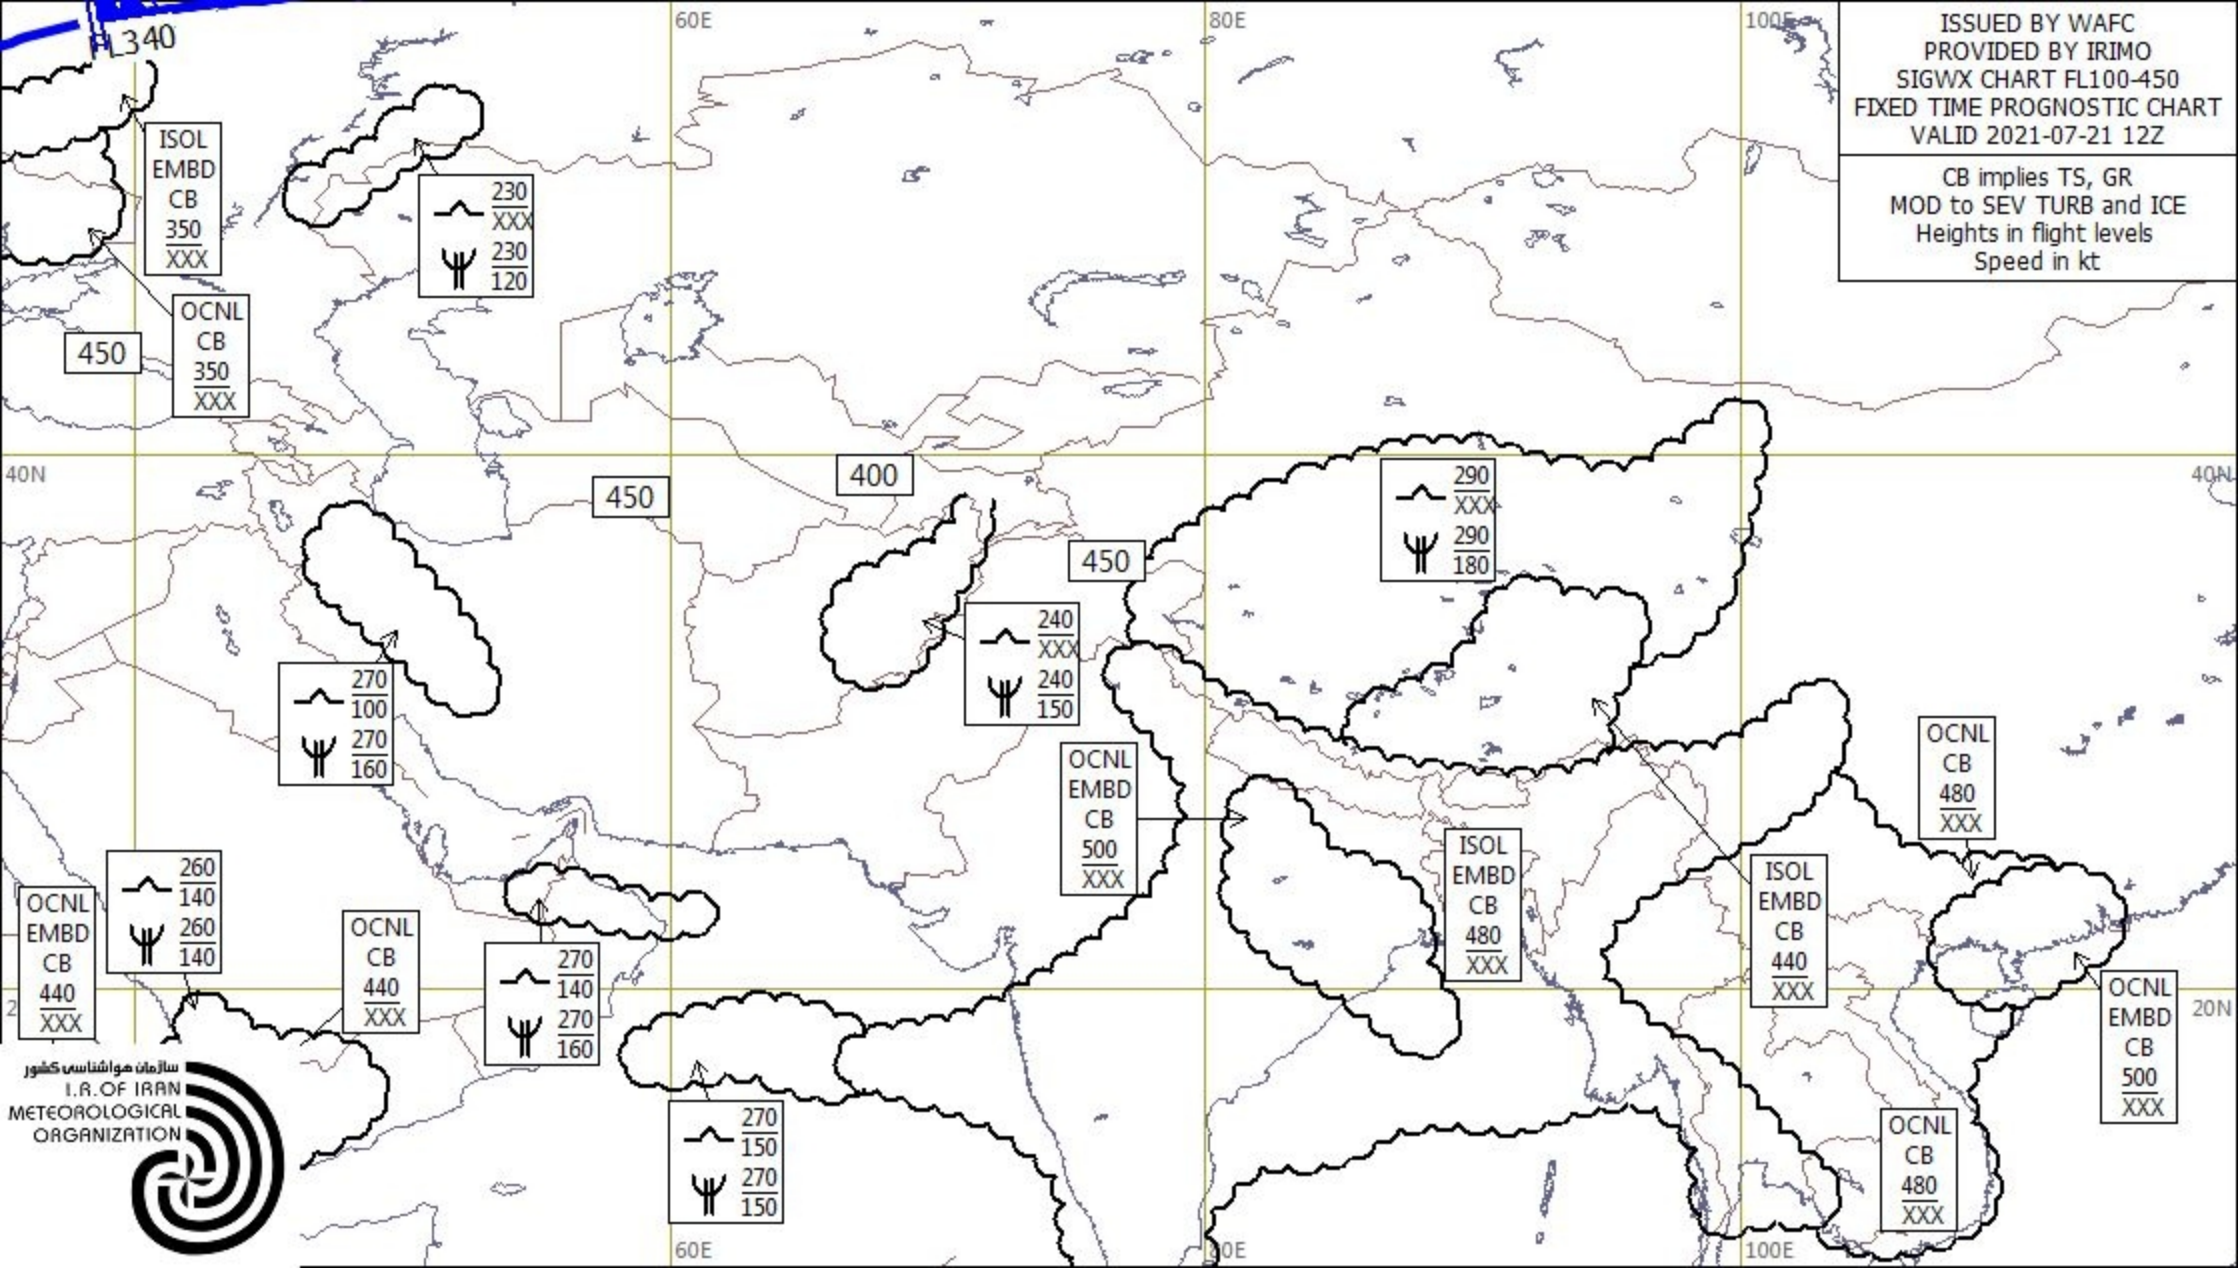 60E
80E
100E
ISSUED BY WAFC
PROVIDED BY IRIMO
SIGWX CHART FL100-450
FIXED TIME PROGNOSTIC CHART
VALID 2021-07-21 12Z
CB implies TS, GR
MOD to SEV TURB and ICE
Heights in flight levels
Speed in kt
L340
ISOL
EMBD
CB
350
XXX
230
XXX
230
120
OCNL
CB
350
XXX
450
40N
450
400
450
290
XXX
290
180
40N
240
XXX
240
150
270
100
270
160
OCNL
EMBD
CB
500
XXX
OCNL
CB
480
XXX
ISOL
EMBD
CB
480
XXX
ISOL
EMBD
CB
440
XXX
260
140
260
140
OCNL
EMBD
CB
440
XXX
OCNL
CB
440
XXX
270
140
270
160
20N
OCNL
EMBD
CB
500
XXX
270
150
270
150
OCNL
CB
480
XXX
سازمان هواشناسی کشور
I.R.OF IRAN
METEOROLOGICAL
ORGANIZATION
60E
80E
100E